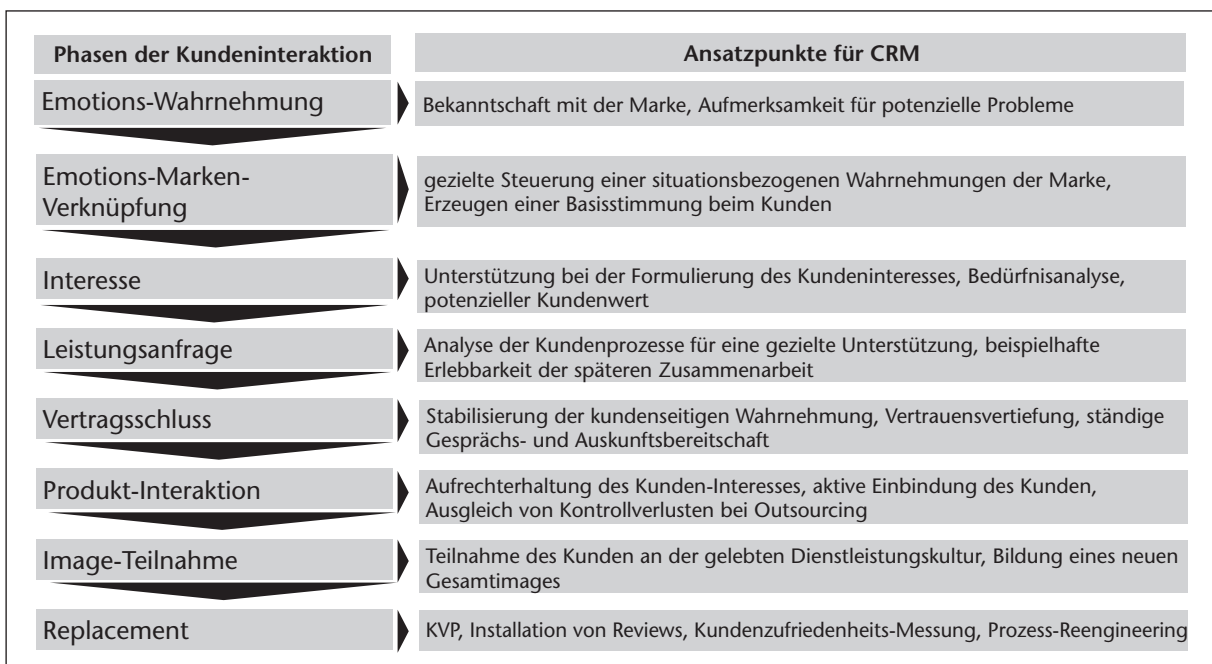 Phasen der Kundeninteraktion
Ansatzpunkte für CRM
Emotions-Wahrnehmung
Bekanntschaft mit der Marke, Aufmerksamkeit für potenzielle Probleme
Emotions-Marken-
Verknüpfung
gezielte Steuerung einer situationsbezogenen Wahrnehmungen der Marke,
Erzeugen einer Basisstimmung beim Kunden
Interesse
Unterstützung bei der Formulierung des Kundeninteresses, Bedürfnisanalyse,
potenzieller Kundenwert
Leistungsanfrage
Analyse der Kundenprozesse für eine gezielte Unterstützung, beispielhafte
Erlebbarkeit der späteren Zusammenarbeit
Vertragsschluss
Stabilisierung der kundenseitigen Wahrnehmung, Vertrauensvertiefung, ständige
Gesprächs- und Auskunftsbereitschaft
Produkt-Interaktion
Aufrechterhaltung des Kunden-Interesses, aktive Einbindung des Kunden,
Ausgleich von Kontrollverlusten bei Outsourcing
Image-Teilnahme
Teilnahme des Kunden an der gelebten Dienstleistungskultur, Bildung eines neuen
Gesamtimages
Replacement
KVP, Installation von Reviews, Kundenzufriedenheits-Messung, Prozess-Reengineering